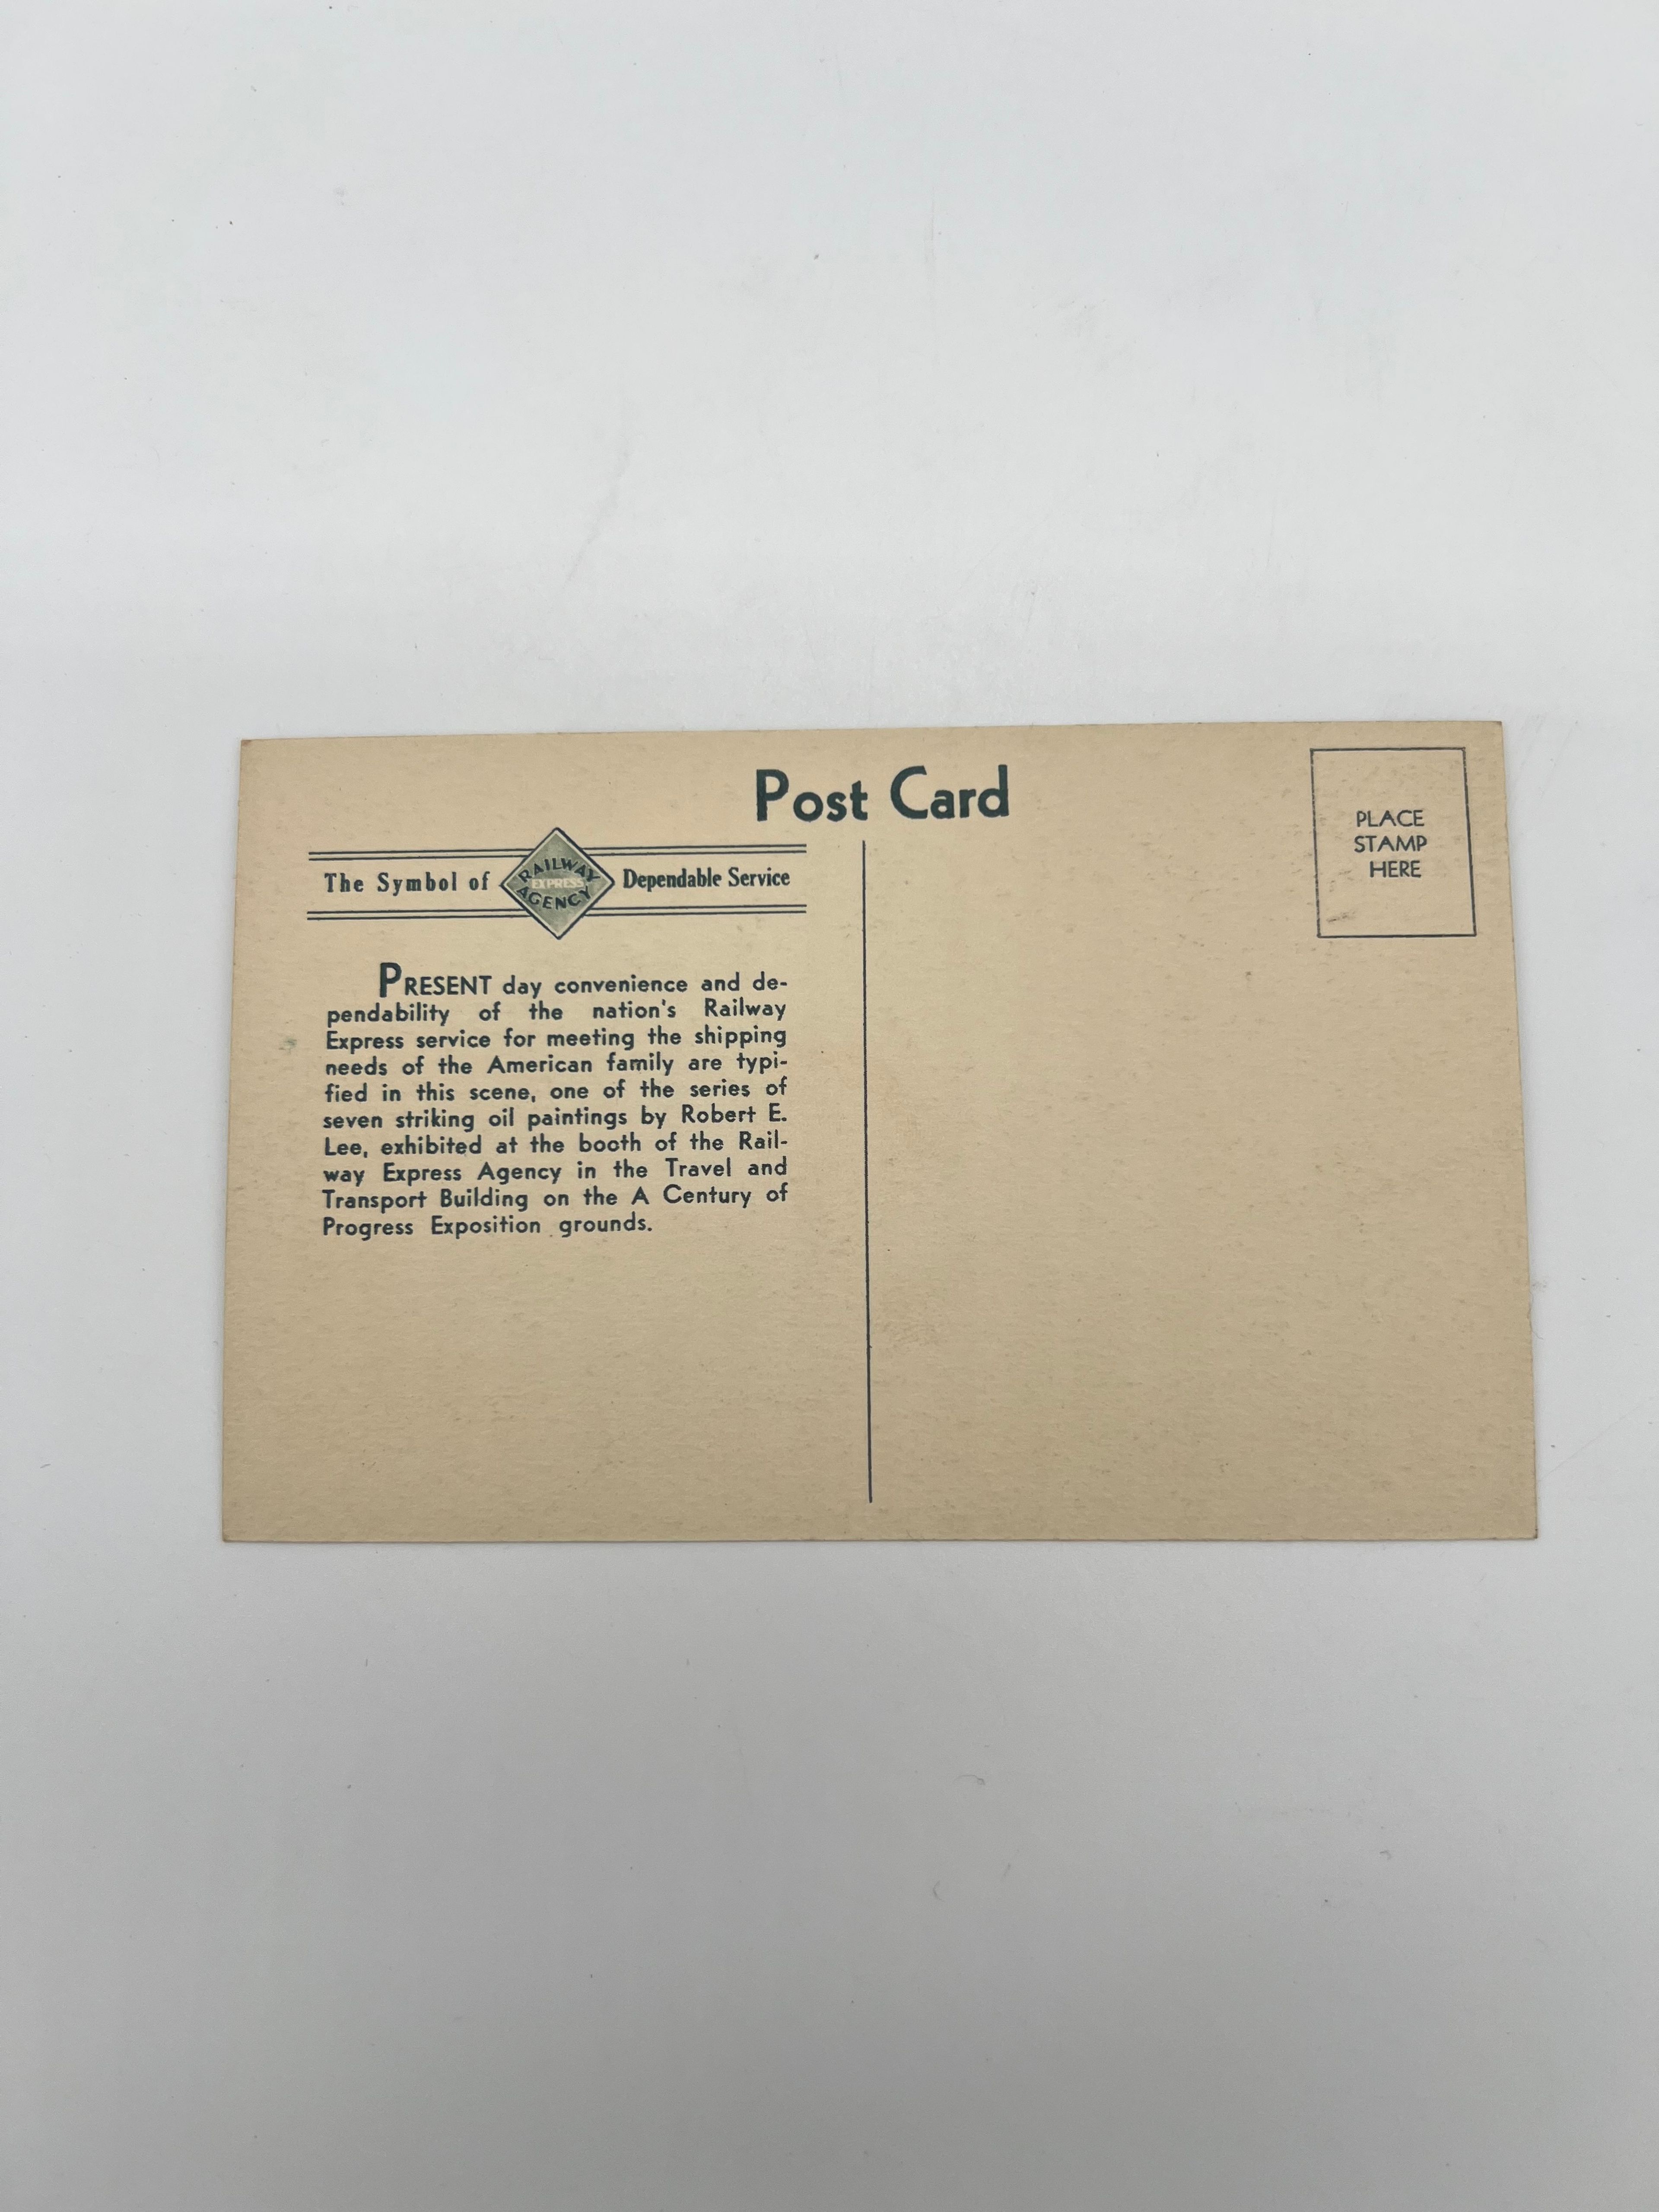 Post Card
PLACE
STAMP
HERE
The Symbol of RAILWAY EXPRESS AGENCY Dependable Service
PRESENT day convenience and de-
pendability of the nation's Railway
Express service for meeting the shipping
needs of the American family are typi-
fied in this scene, one of the series of
seven striking oil paintings by Robert E.
Lee, exhibited at the booth of the Rail-
way Express Agency in the Travel and
Transport Building on the A Century of
Progress Exposition grounds.